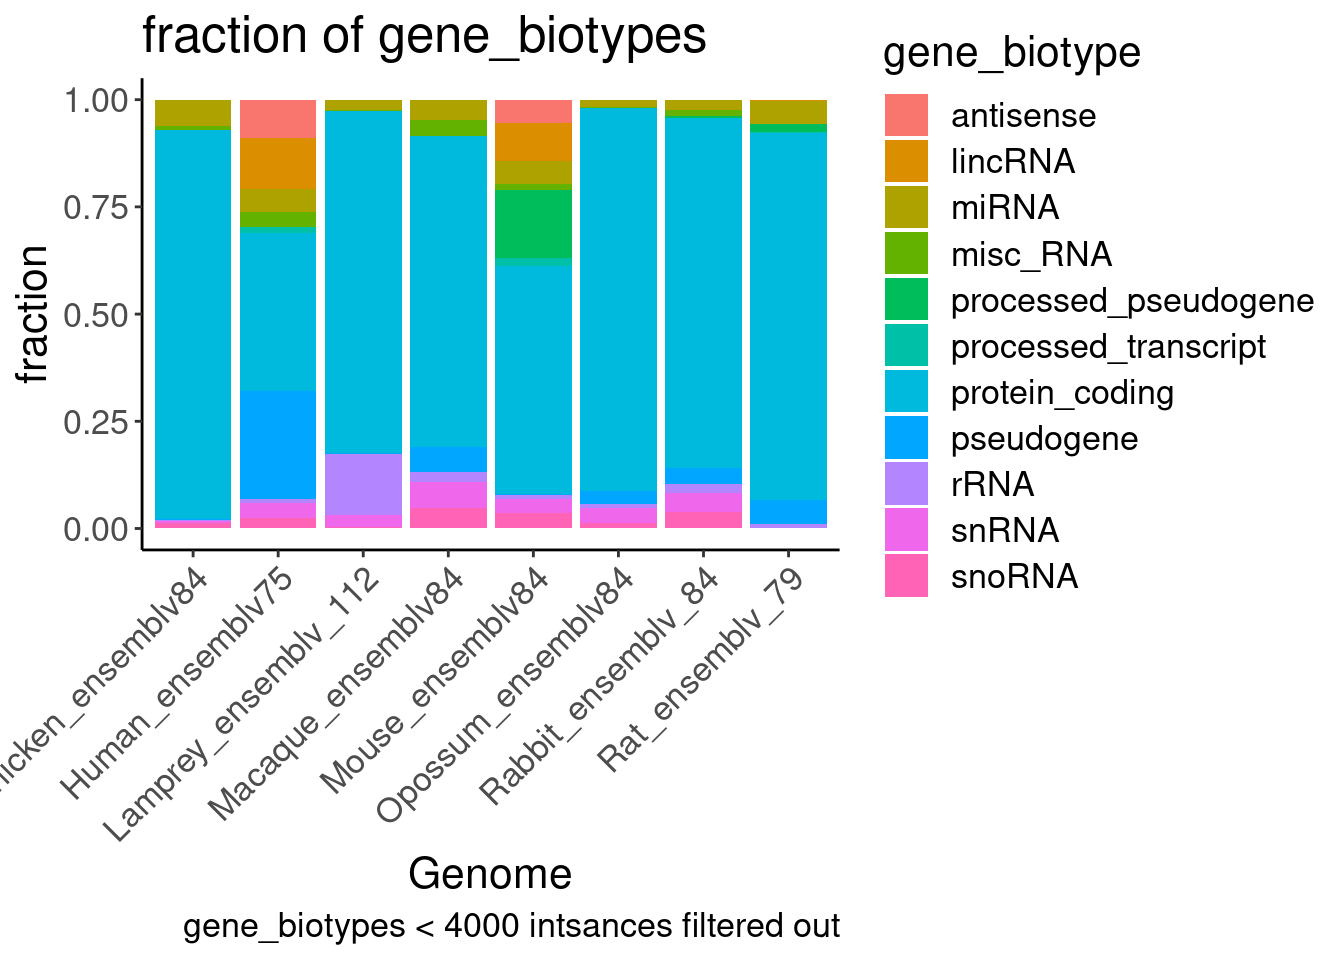 fraction of gene_biotypes
fraction
1.00
0.75
0.50
0.25
0.00
Human_ensemblv75
Lamprey_ensemblv_112
Macaque_ensemblv84
Mouse_ensemblv84
Opossum_ensemblv84
Rabbit_ensemblv_84
Rat_ensemblv_79
Genome
gene_biotypes < 4000 intsances filtered out
gene_biotype
antisense
lincRNA
miRNA
misc_RNA
processed_pseudogene
processed_transcript
protein_coding
pseudogene
rRNA
snRNA
snoRNA